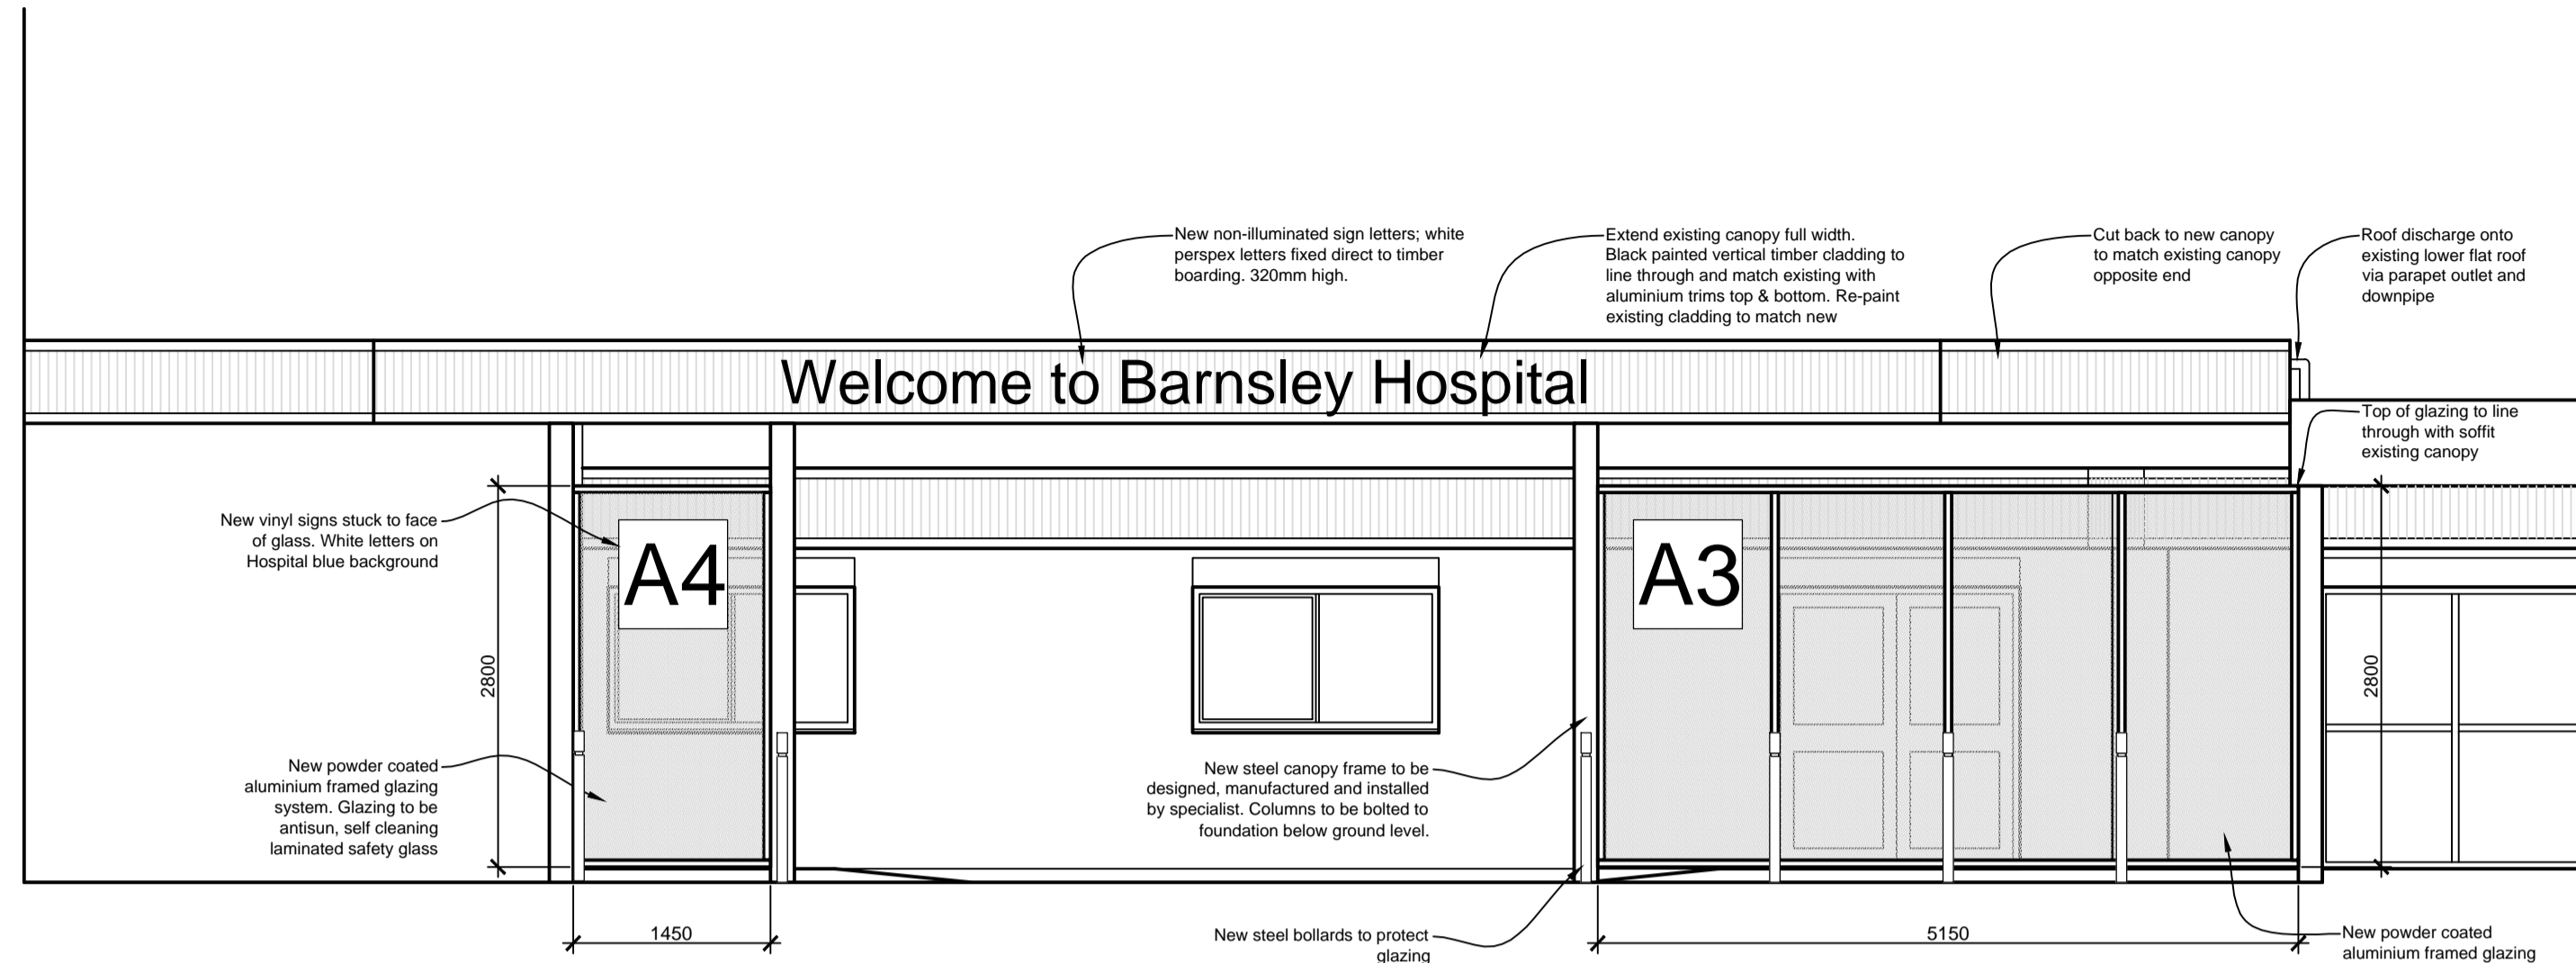 New non-illuminated sign letters; white
perspex letters fixed direct to timber
boarding. 320mm high.
Extend existing canopy full width.
Black painted vertical timber cladding to
line through and match existing with
aluminium trims top & bottom. Re-paint
existing cladding to match new
Cut back to new canopy
to match existing canopy
opposite end
Roof discharge onto
existing lower flat roof
via parapet outlet and
downpipe
Welcome to Barnsley Hospital
Top of glazing to line
through with soffit
existing canopy
New vinyl signs stuck to face
of glass. White letters on
Hospital blue background
A4
A3
2800
2800
New powder coated
aluminium framed glazing
system. Glazing to be
antisun, self cleaning
laminated safety glass
New steel canopy frame to be
designed, manufactured and installed
by specialist. Columns to be bolted to
foundation below ground level.
1450
New steel bollards to protect
glazing
5150
New powder coated
aluminium framed glazing